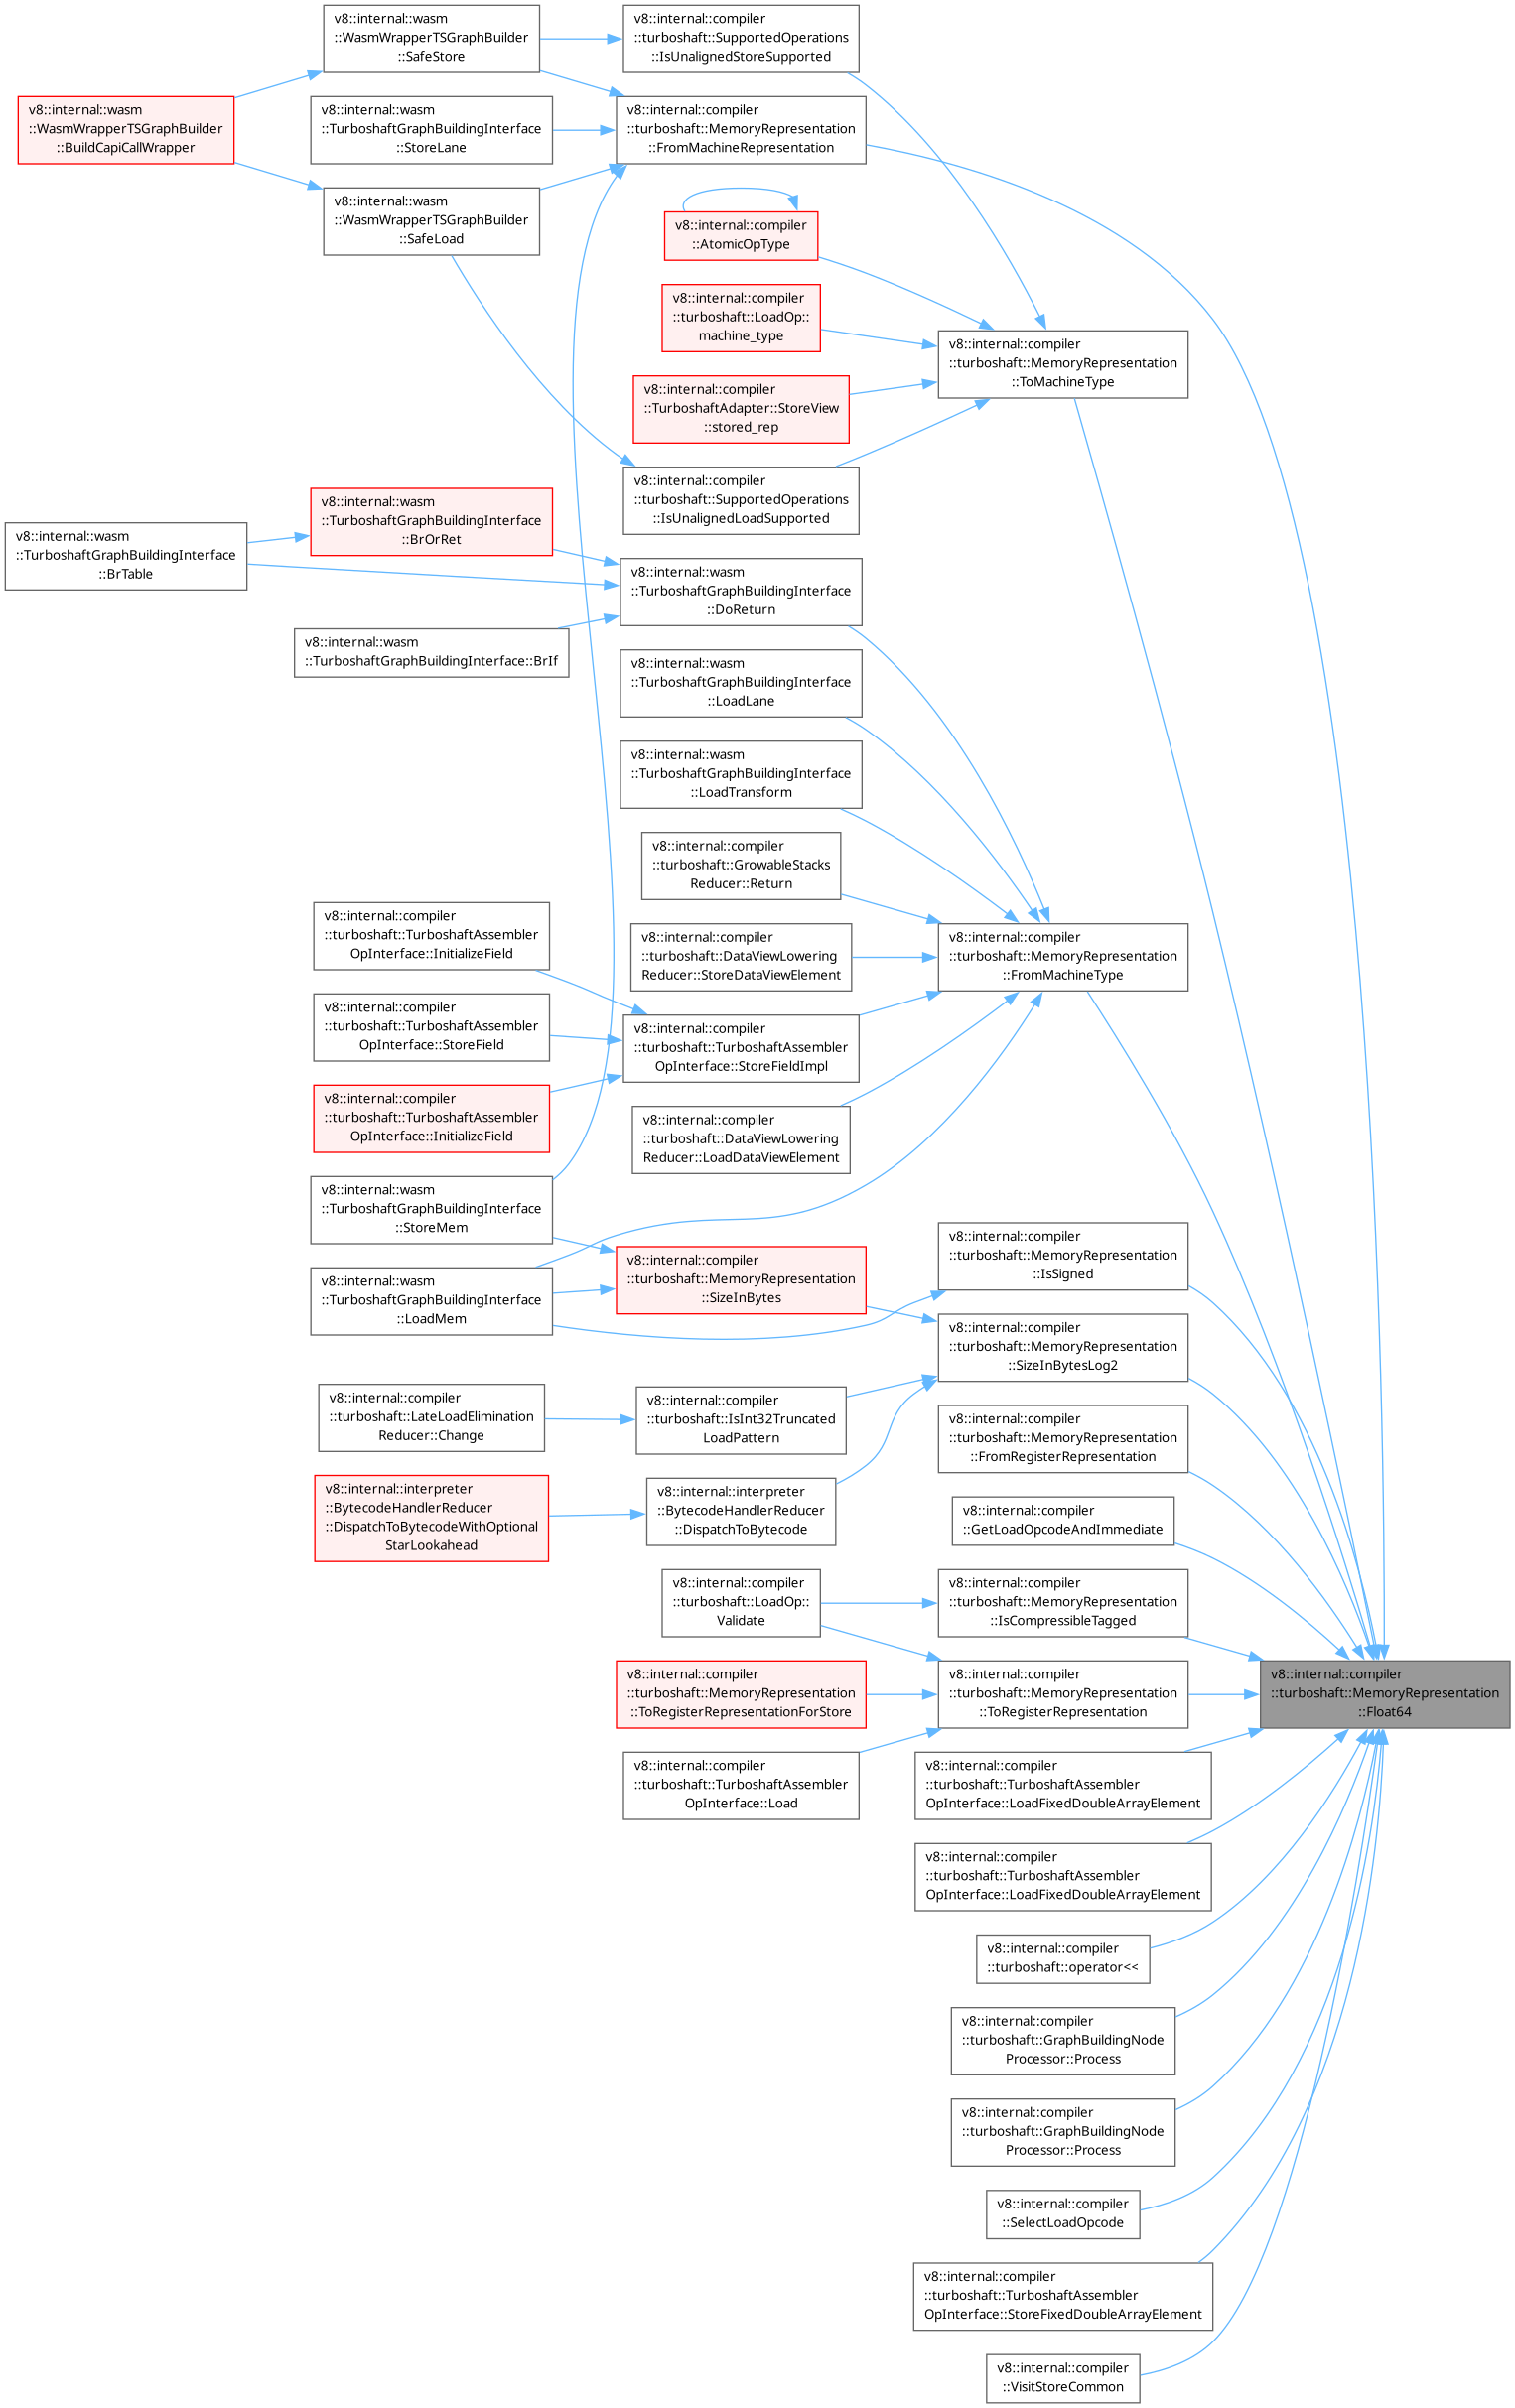 v8::internal::wasm
::WasmWrapperTSGraphBuilder
::SafeStore
v8::internal::compiler
::turboshaft::SupportedOperations
::IsUnalignedStoreSupported
v8::internal::wasm
::WasmWrapperTSGraphBuilder
::BuildCapiCallWrapper
v8::internal::wasm
::TurboshaftGraphBuildingInterface
::StoreLane
v8::internal::compiler
::turboshaft::MemoryRepresentation
::FromMachineRepresentation
v8::internal::wasm
::WasmWrapperTSGraphBuilder
::SafeLoad
v8::internal::compiler
::AtomicOpType
v8::internal::compiler
::turboshaft::LoadOp::
machine_type
v8::internal::compiler
::turboshaft::MemoryRepresentation
::ToMachineType
v8::internal::compiler
::TurboshaftAdapter::StoreView
::stored_rep
v8::internal::compiler
::turboshaft::SupportedOperations
::IsUnalignedLoadSupported
v8::internal::wasm
::TurboshaftGraphBuildingInterface
::BrOrRet
v8::internal::wasm
::TurboshaftGraphBuildingInterface
::BrTable
v8::internal::wasm
::TurboshaftGraphBuildingInterface
::DoReturn
v8::internal::wasm
::TurboshaftGraphBuildingInterface::BrIf
v8::internal::wasm
::TurboshaftGraphBuildingInterface
::LoadLane
v8::internal::wasm
::TurboshaftGraphBuildingInterface
::LoadTransform
v8::internal::compiler
::turboshaft::GrowableStacks
Reducer::Return
v8::internal::compiler
::turboshaft::TurboshaftAssembler
OpInterface::InitializeField
v8::internal::compiler
::turboshaft::DataViewLowering
Reducer::StoreDataViewElement
v8::internal::compiler
::turboshaft::MemoryRepresentation
::FromMachineType
v8::internal::compiler
::turboshaft::TurboshaftAssembler
OpInterface::StoreField
v8::internal::compiler
::turboshaft::TurboshaftAssembler
OpInterface::StoreFieldImpl
v8::internal::compiler
::turboshaft::TurboshaftAssembler
OpInterface::InitializeField
v8::internal::compiler
::turboshaft::DataViewLowering
Reducer::LoadDataViewElement
v8::internal::wasm
::TurboshaftGraphBuildingInterface
::StoreMem
v8::internal::compiler
::turboshaft::MemoryRepresentation
::IsSigned
v8::internal::wasm
::TurboshaftGraphBuildingInterface
::LoadMem
v8::internal::compiler
::turboshaft::MemoryRepresentation
::SizeInBytes
v8::internal::compiler
::turboshaft::MemoryRepresentation
::SizeInBytesLog2
v8::internal::compiler
::turboshaft::LateLoadElimination
Reducer::Change
v8::internal::compiler
::turboshaft::IsInt32Truncated
LoadPattern
v8::internal::compiler
::turboshaft::MemoryRepresentation
::FromRegisterRepresentation
v8::internal::interpreter
::BytecodeHandlerReducer
::DispatchToBytecodeWithOptional
StarLookahead
v8::internal::interpreter
::BytecodeHandlerReducer
::DispatchToBytecode
v8::internal::compiler
::GetLoadOpcodeAndImmediate
v8::internal::compiler
::turboshaft::LoadOp::
Validate
v8::internal::compiler
::turboshaft::MemoryRepresentation
::IsCompressibleTagged
v8::internal::compiler
::turboshaft::MemoryRepresentation
::ToRegisterRepresentationForStore
v8::internal::compiler
::turboshaft::MemoryRepresentation
::ToRegisterRepresentation
v8::internal::compiler
::turboshaft::MemoryRepresentation
::Float64
v8::internal::compiler
::turboshaft::TurboshaftAssembler
OpInterface::Load
v8::internal::compiler
::turboshaft::TurboshaftAssembler
OpInterface::LoadFixedDoubleArrayElement
v8::internal::compiler
::turboshaft::TurboshaftAssembler
OpInterface::LoadFixedDoubleArrayElement
v8::internal::compiler
::turboshaft::operator<<
v8::internal::compiler
::turboshaft::GraphBuildingNode
Processor::Process
v8::internal::compiler
::turboshaft::GraphBuildingNode
Processor::Process
v8::internal::compiler
::SelectLoadOpcode
v8::internal::compiler
::turboshaft::TurboshaftAssembler
OpInterface::StoreFixedDoubleArrayElement
v8::internal::compiler
::VisitStoreCommon